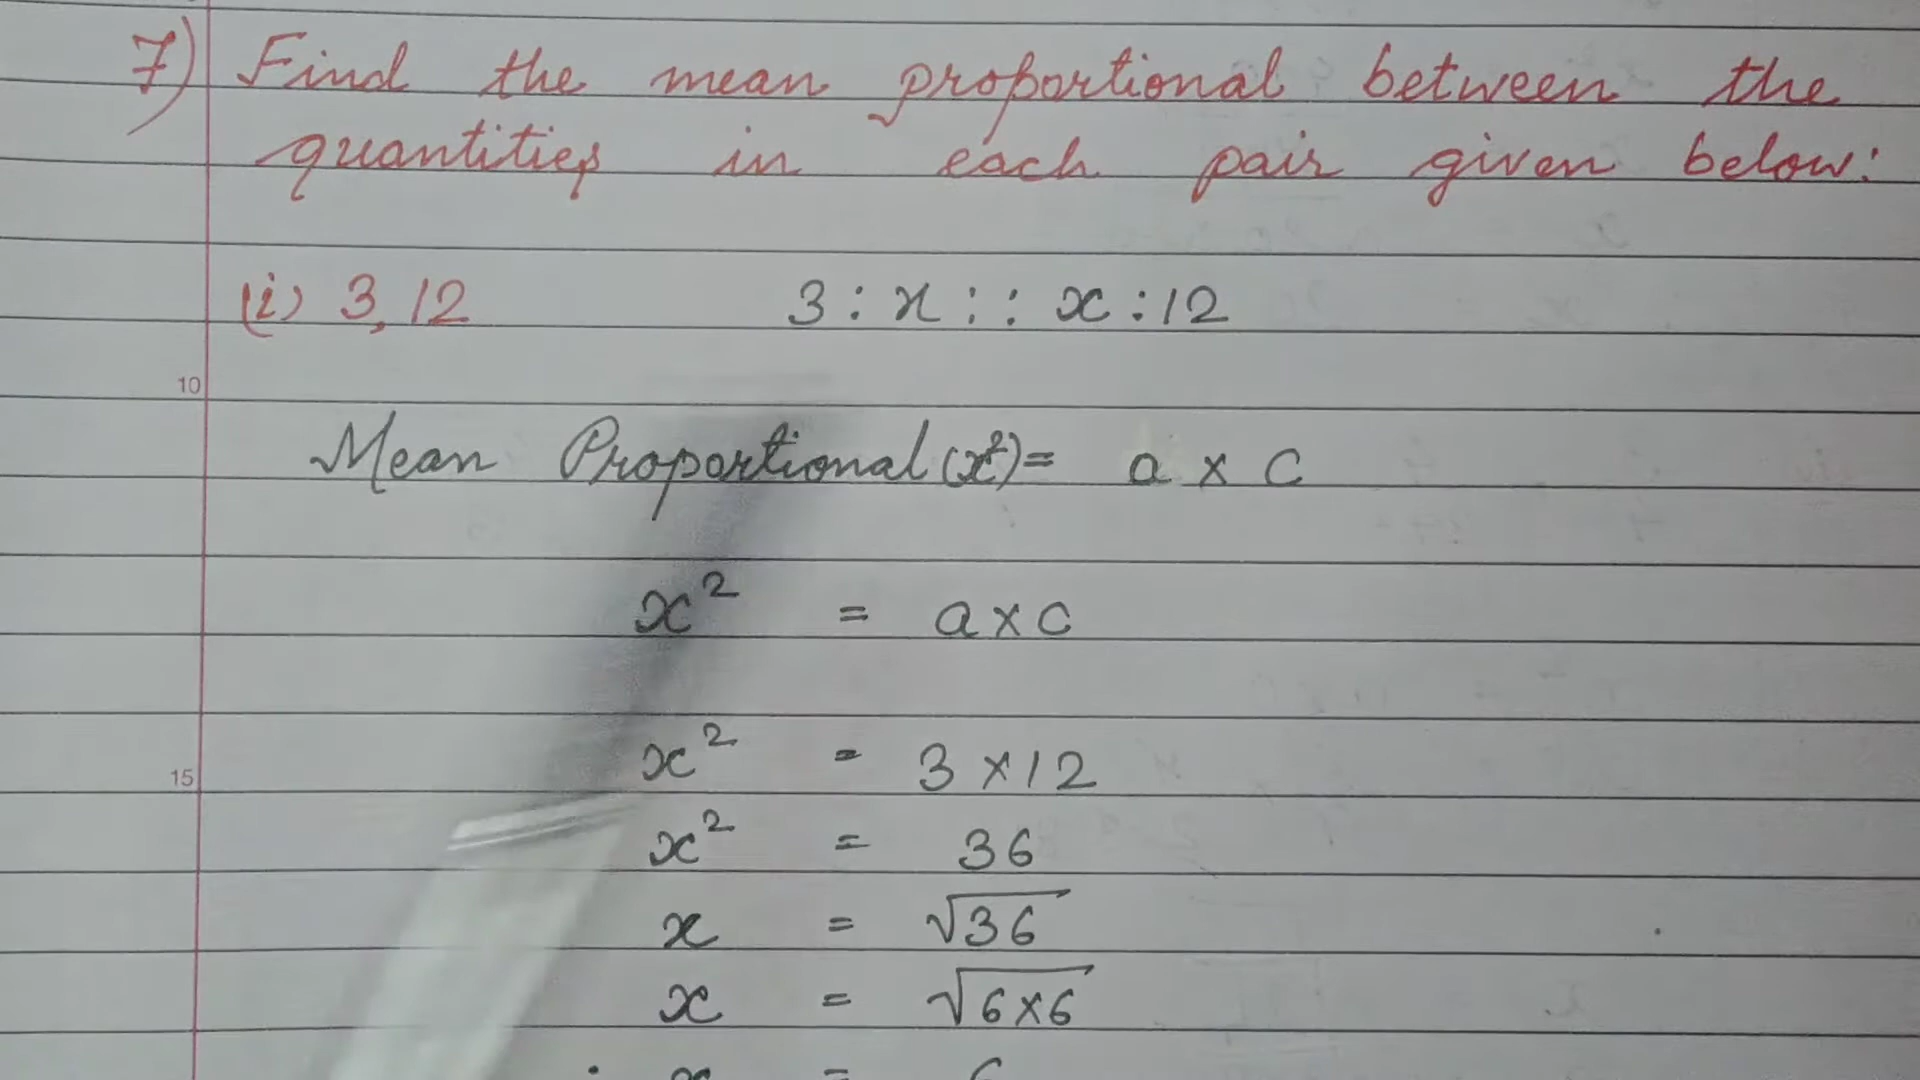 7) Find the mean proportional between the
quantities in each pair given below:
(i) 3, 12 3 : x :: x : 12
10
Mean Proportional (x²) = a × c
x² = a × c
x² = 3 × 12
15
x² = 36
x = √36
x = √6×6